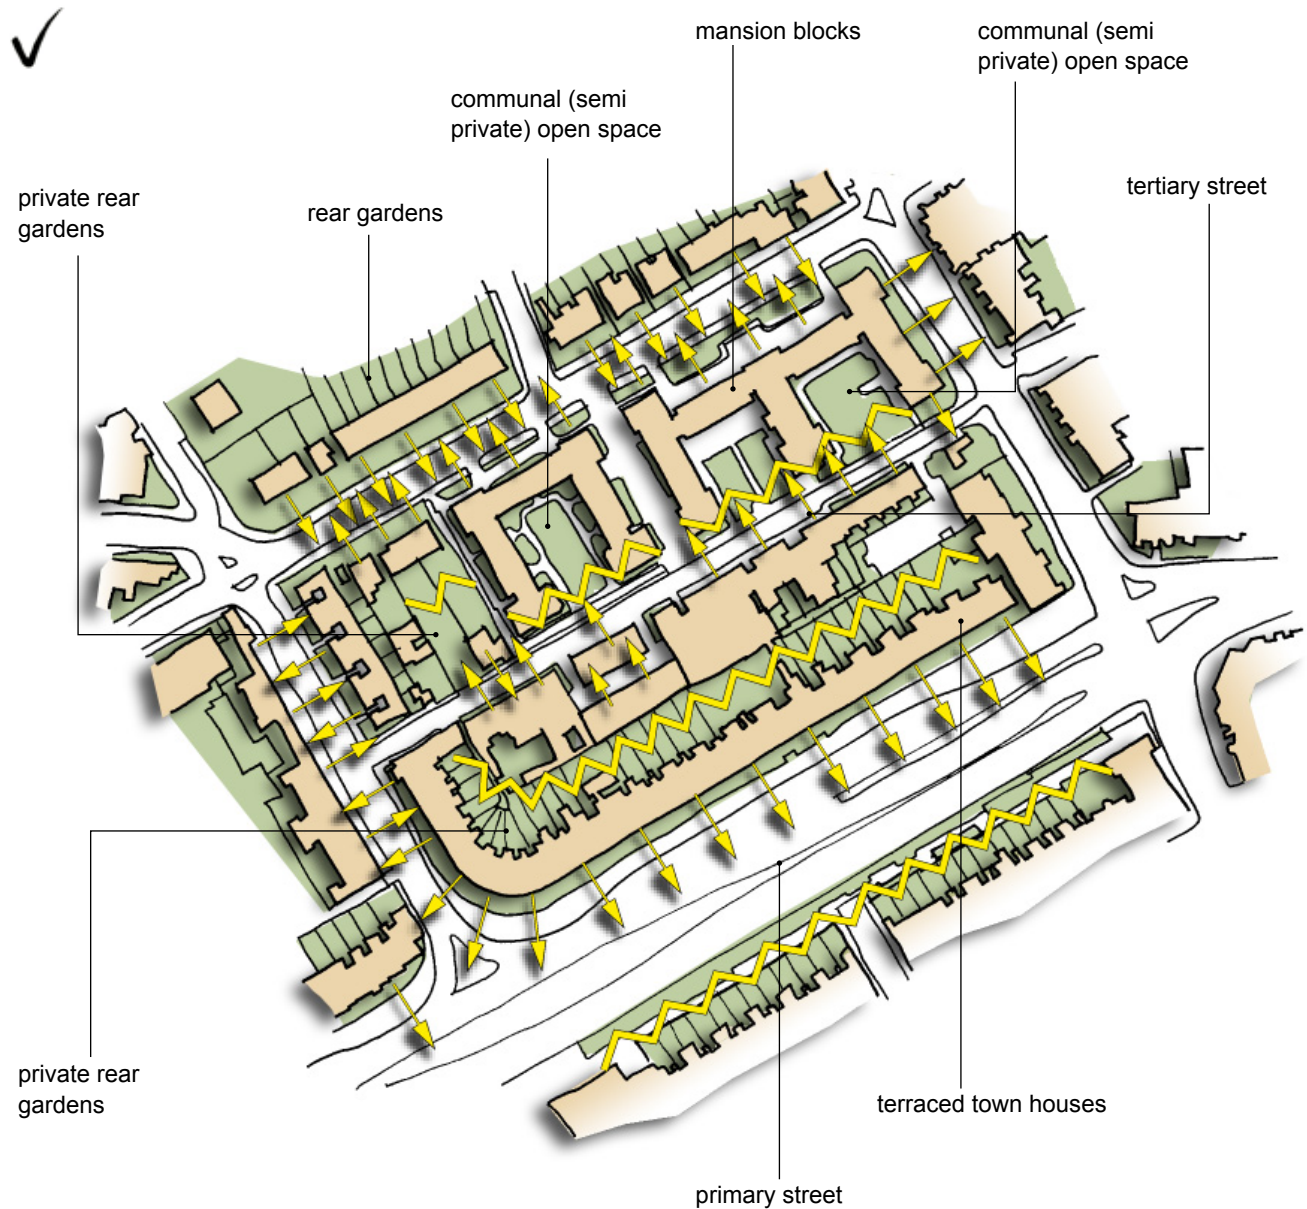 mansion blocks
communal (semi
private) open space
communal (semi
private) open space
private rear
gardens
rear gardens
tertiary street
private rear
gardens
terraced town houses
primary street